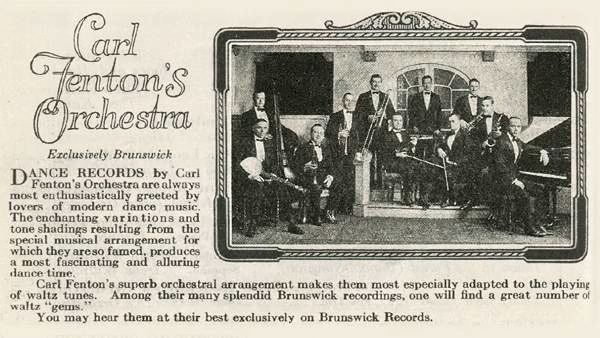 Carl
Fenton's
Orchestra
Exclusively Brunswick
DANCE RECORDS by Carl
Fenton's Orchestra are always
most enthusiastically greeted by
lovers of modern dance music.
The enchanting variations and
tone shadings resulting from the
special musical arrangement for
which they are so famed, produces
a most fascinating and alluring
dance-time.
Carl Fenton's superb orchestral arrangement makes them most especially adapted to the playing
of waltz tunes. Among their many splendid Brunswick recordings, one will find a great number of
waltz "gems."
You may hear them at their best exclusively on Brunswick Records.